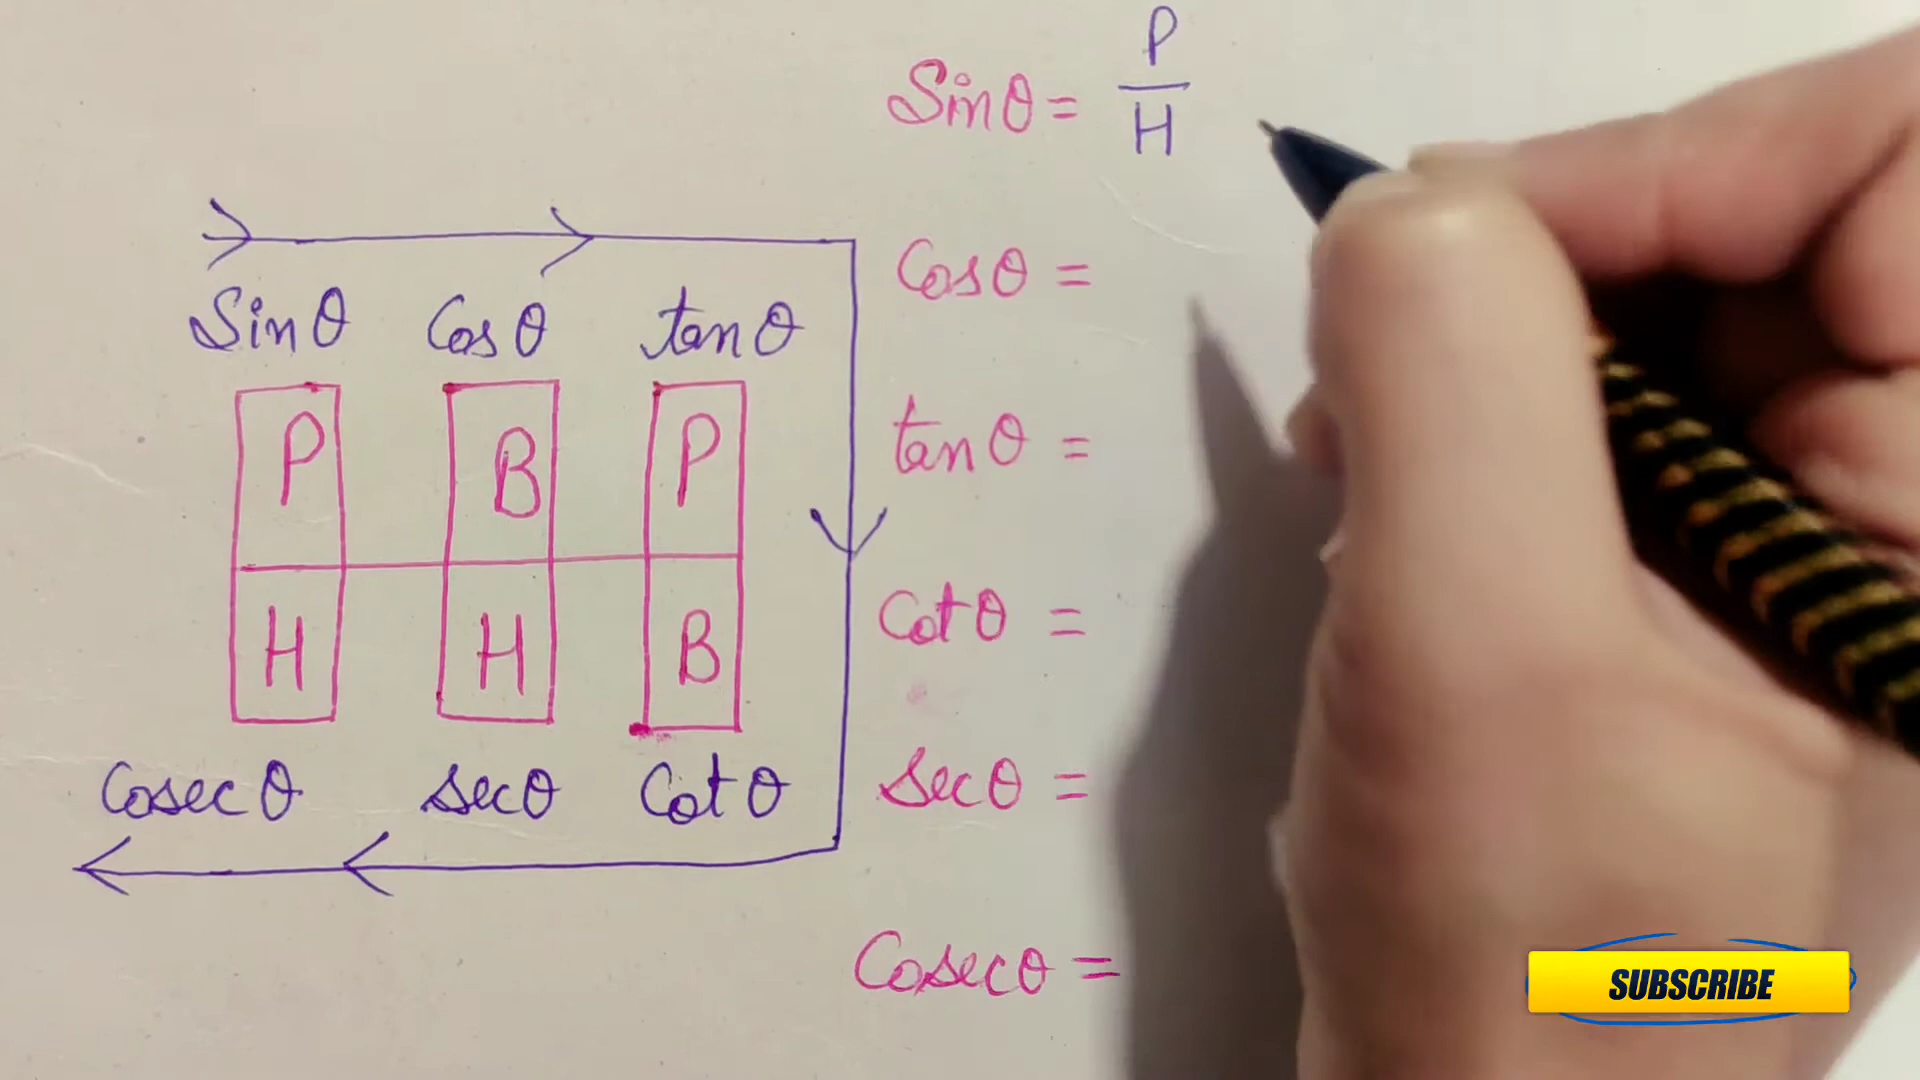 Sinθ Cosθ tanθ
P B P
H H B
Cosecθ secθ Cotθ
Sinθ = P/H
Cosθ =
tanθ =
Cotθ =
secθ =
Cosecθ =
SUBSCRIBE